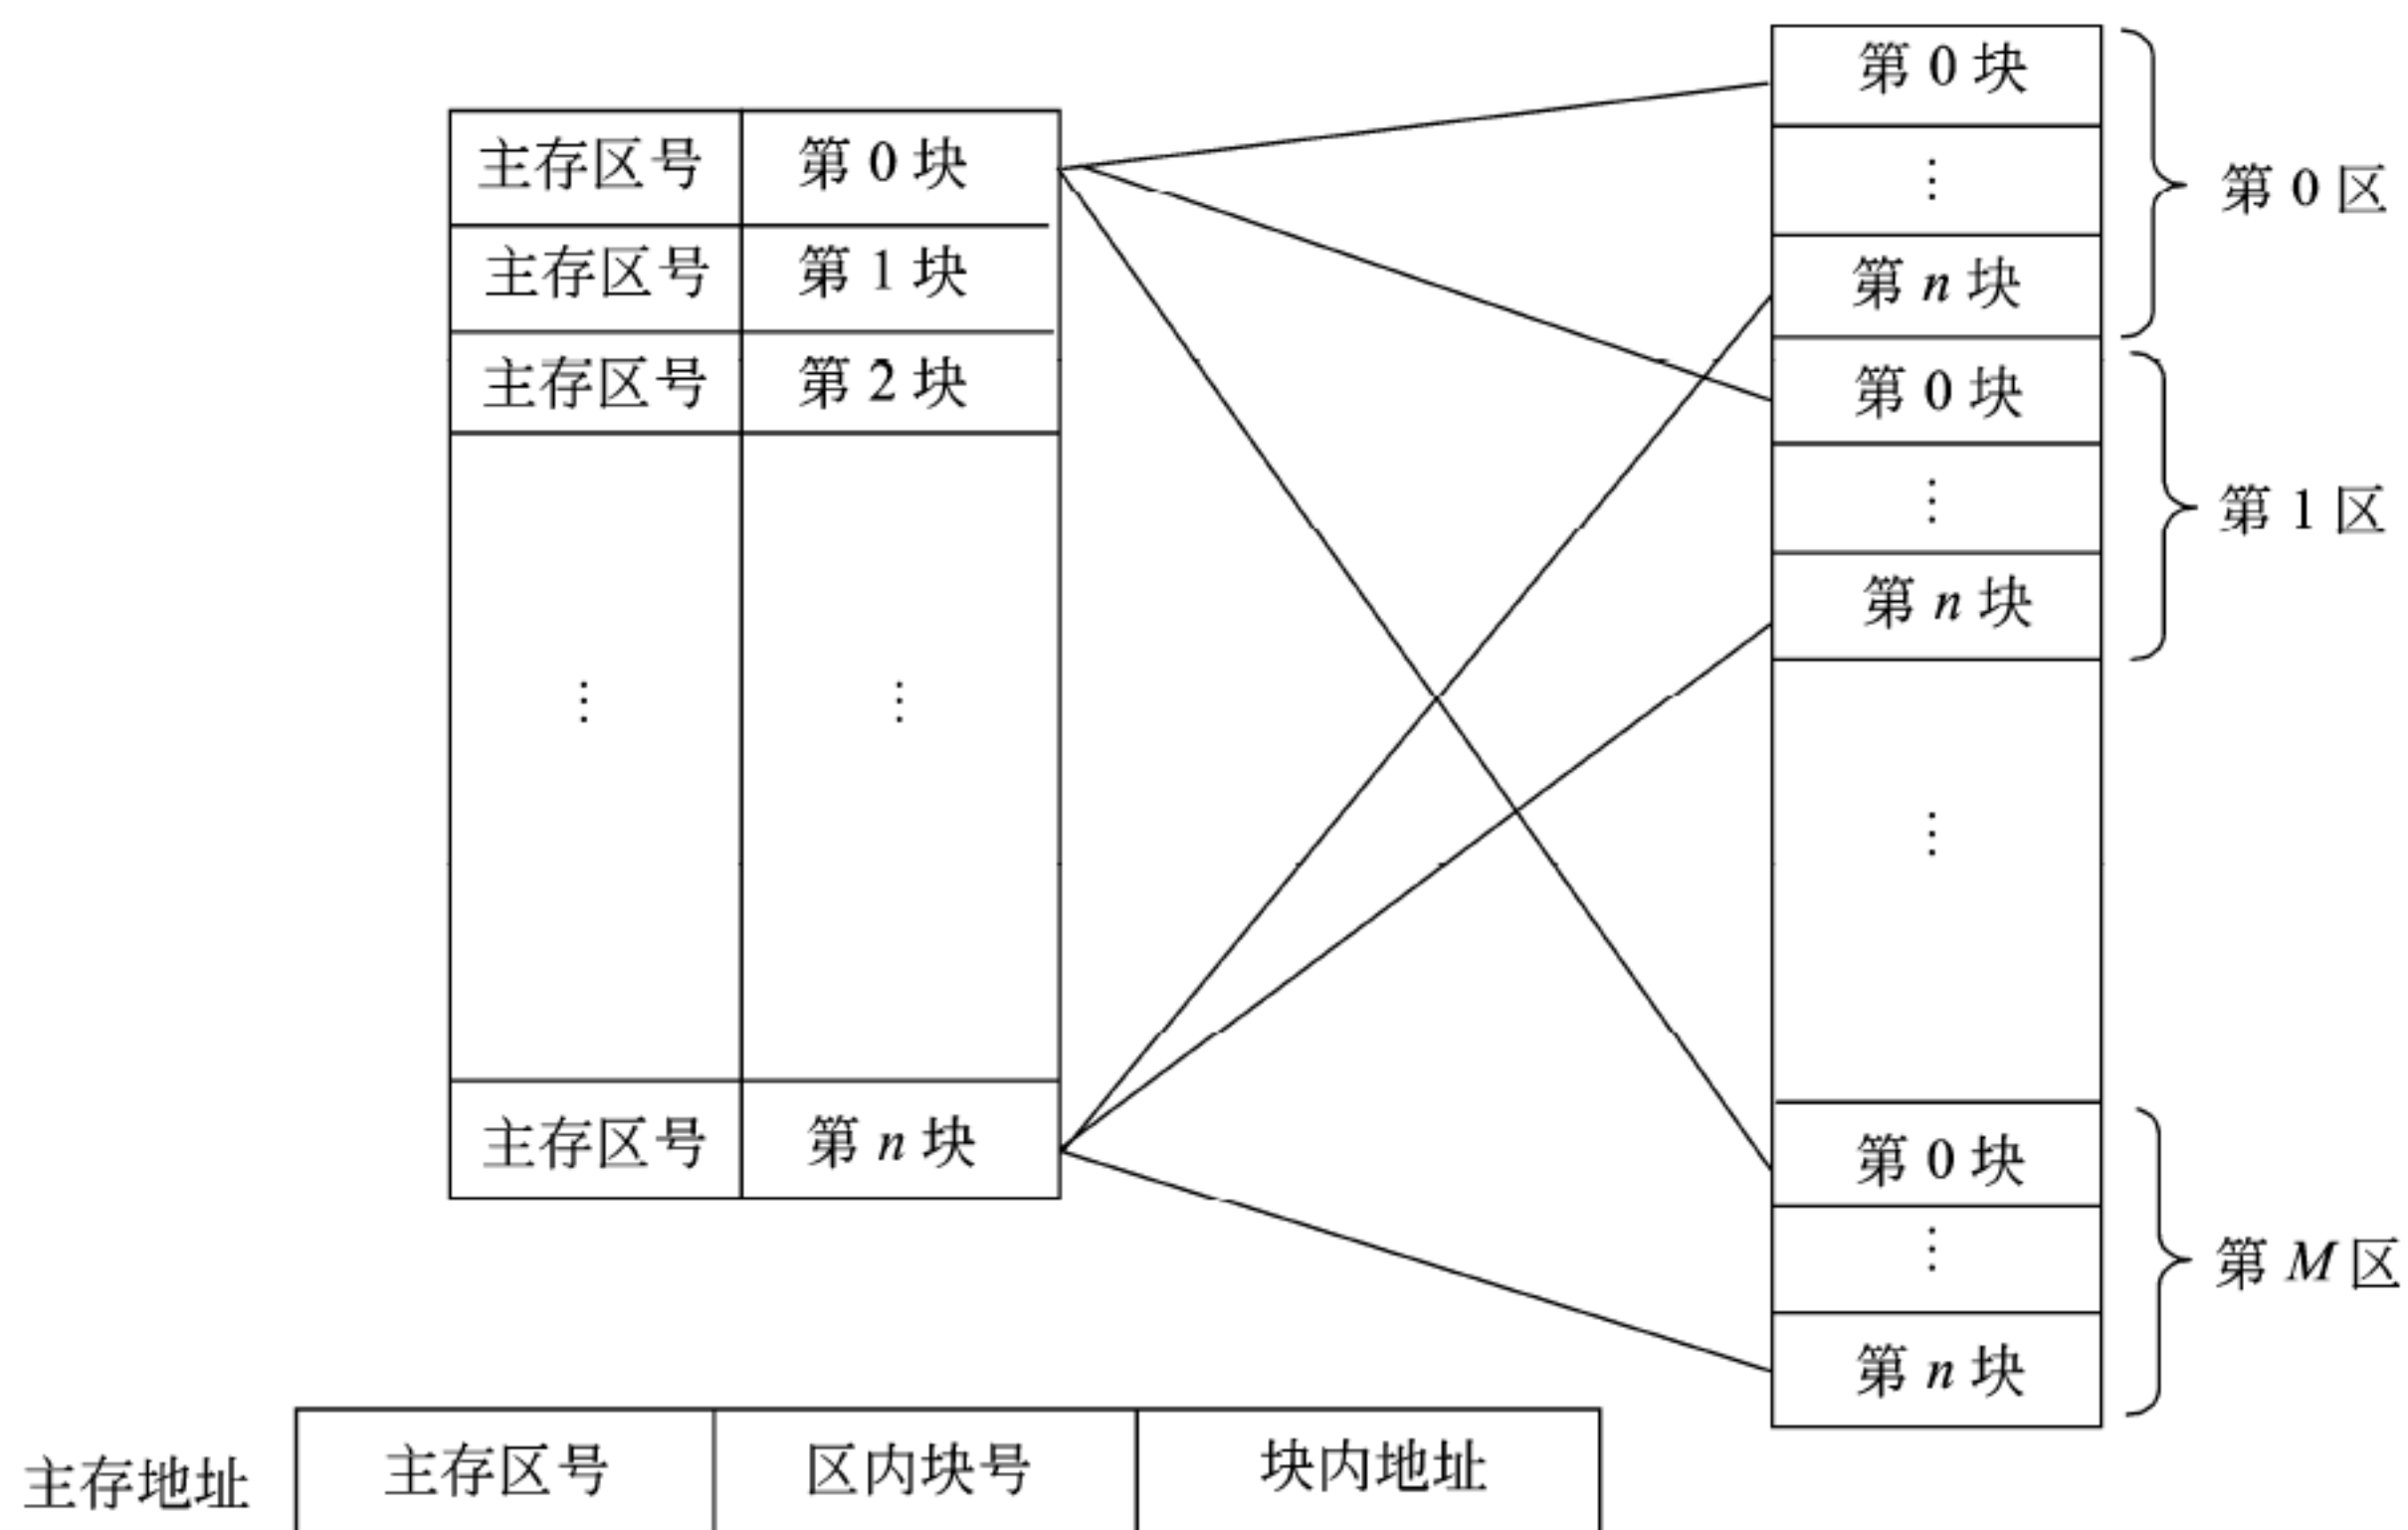 主存区号 第 0 块
主存区号 第 1 块
主存区号 第 2 块
⋮ ⋮
主存区号 第 n 块
第 0 块
⋮
第 n 块
第 0 区
第 0 块
⋮
第 n 块
第 1 区
⋮
第 0 块
⋮
第 n 块
第 M 区
主存地址 主存区号 区内块号 块内地址